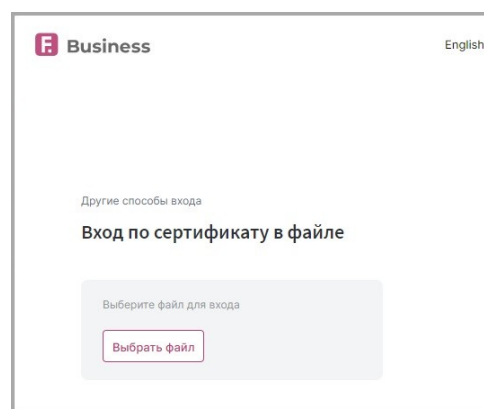 F. Business
English
Другие способы входа
Вход по сертификату в файле
Выберите файл для входа
Выбрать файл